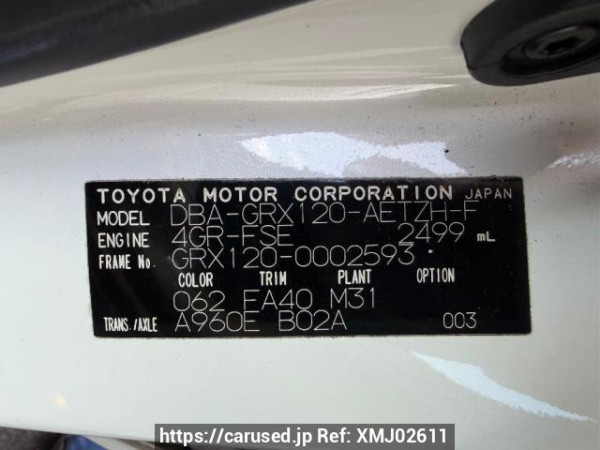 TOYOTA MOTOR CORPORATION JAPAN
MODEL DBA-GRX120-AETZH-F
ENGINE 4GR-FSE 2499 mL
FRAME No. GRX120-0002593
COLOR TRIM PLANT OPTION
062 FA40 M31
TRANS./AXLE A960E B02A 003
https://carused.jp Ref: XMJ02611